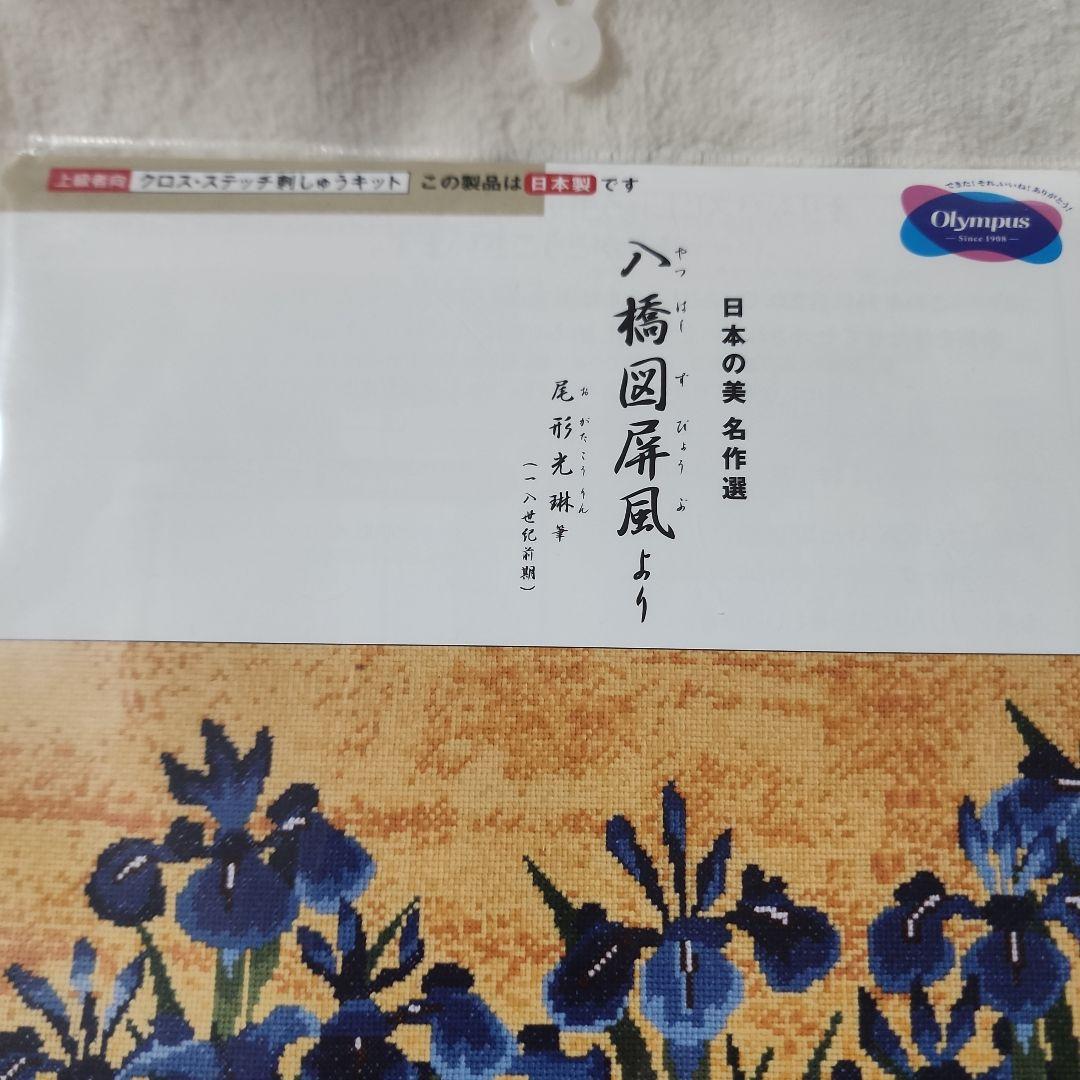 上級者向 クロス・ステッチ刺しゅうキット この製品は日本製です
できた!それ、いいね!ありがとう!
Olympus
Since 1908
日本の美 名作選
八橋図屏風より
やつはしずびょうぶ
尾形光琳筆
おがたこうりん
(一八世紀前期)